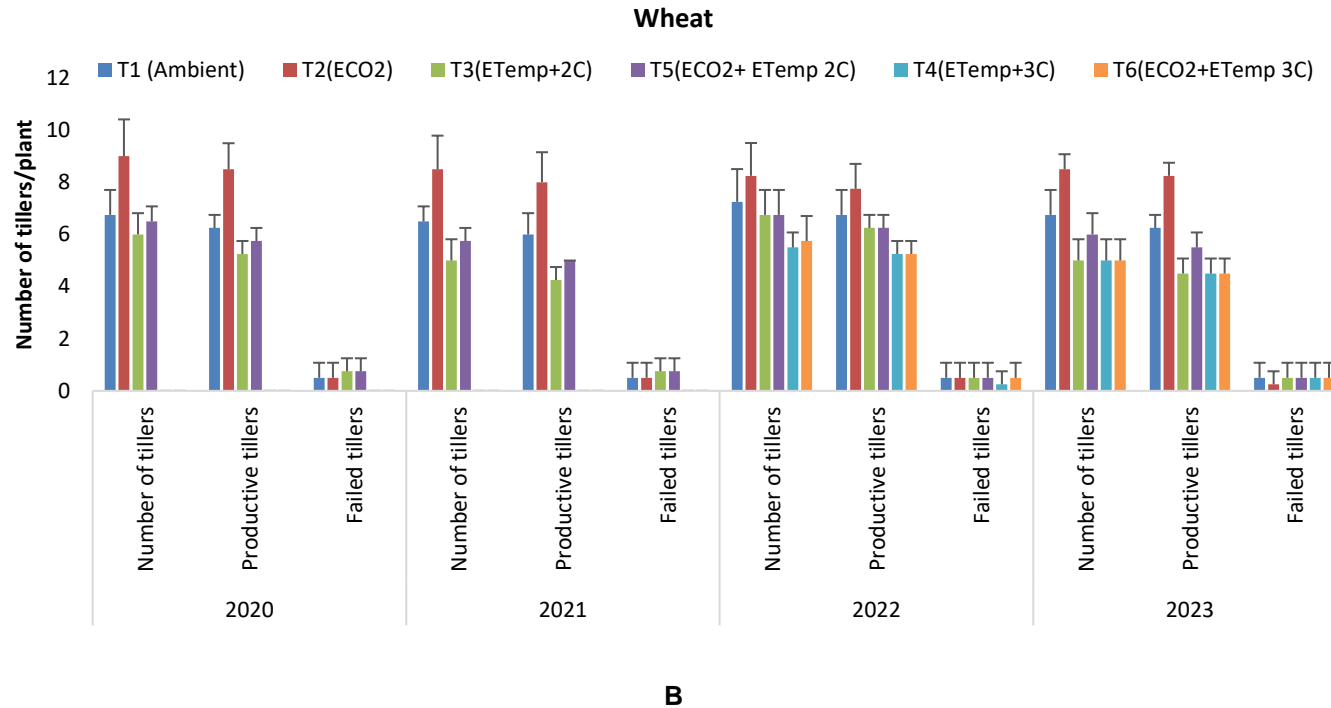 Wheat
T1 (Ambient) T2(ECO2) T3(ETemp+2C) T5(ECO2+ ETemp 2C) T4(ETemp+3C) T6(ECO2+ETemp 3C)
Number of tillers/plant
12
10
8
6
4
2
0
Number of tillers
Productive tillers
Failed tillers
Number of tillers
Productive tillers
Failed tillers
Number of tillers
Productive tillers
Failed tillers
Number of tillers
Productive tillers
Failed tillers
2020 2021 2022 2023
B